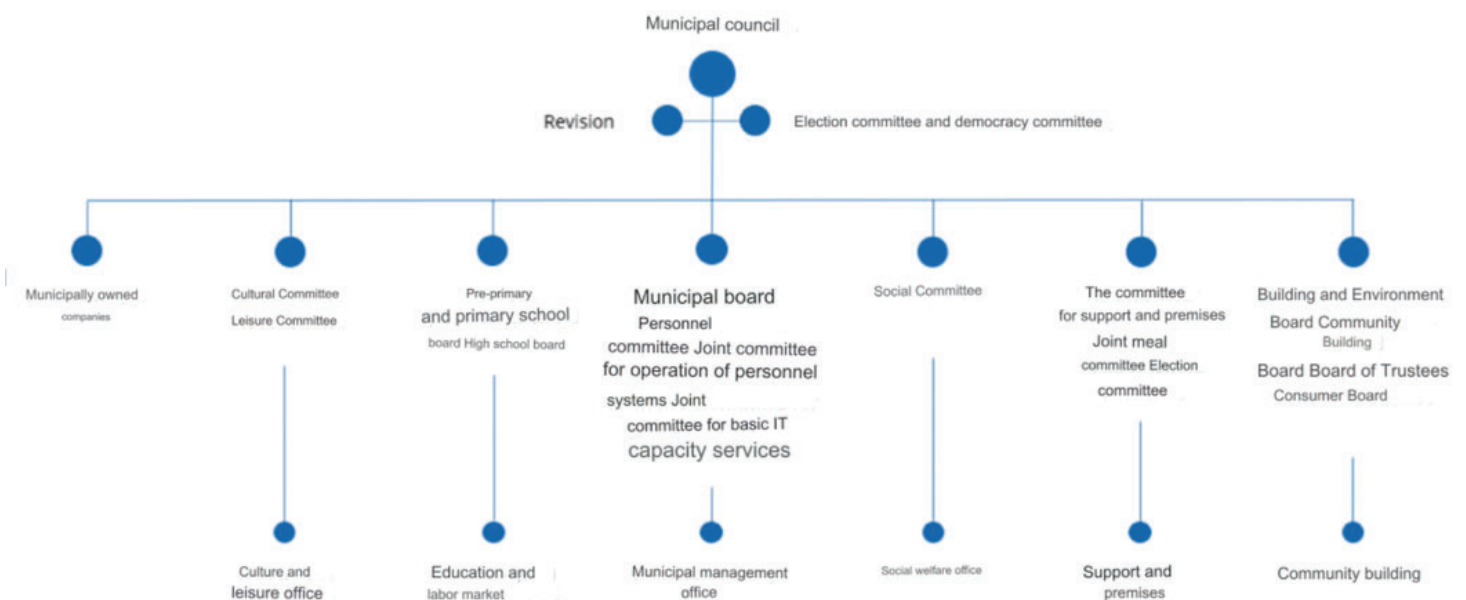 Municipal council
Revision
Election committee and democracy committee
Municipally owned
companies
Cultural Committee
Leisure Committee
Pre-primary
and primary school
board High school board
Municipal board
Personnel
committee Joint committee
for operation of personnel
systems Joint
committee for basic IT
capacity services
Social Committee
The committee
for support and premises
Joint meal
committee Election
committee
Building and Environment
Board Community
Building
Board Board of Trustees
Consumer Board
Culture and
leisure office
Education and
labor market
Municipal management
office
Social welfare office
Support and
premises
Community building